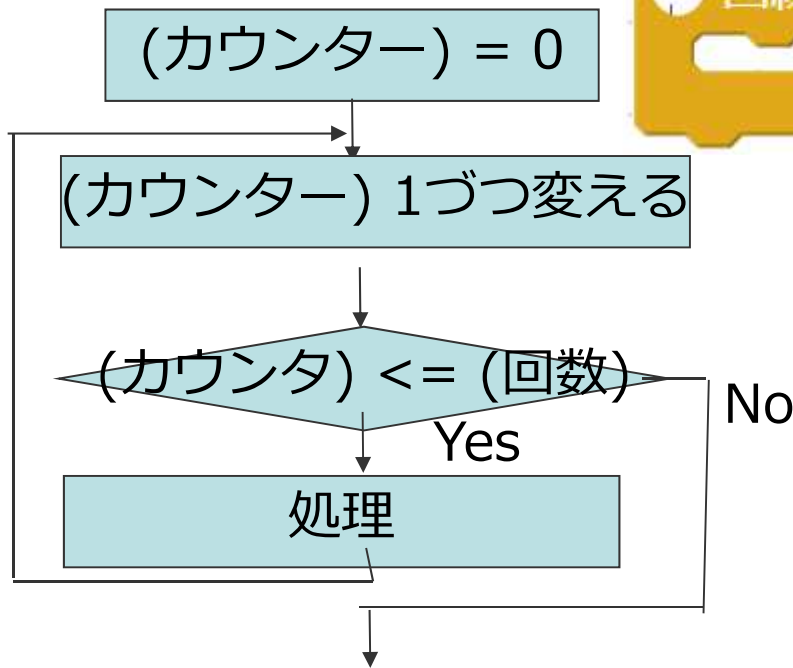 (カウンター) = 0
(カウンター) 1づつ変える
(カウンタ) <= (回数)
No
Yes
処理